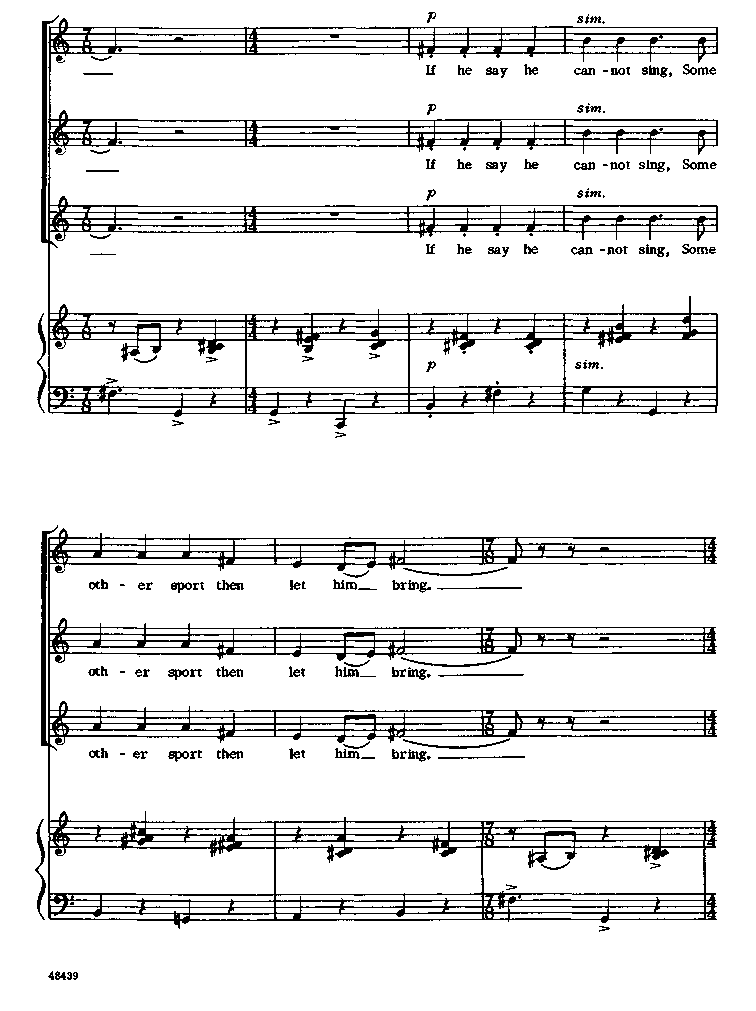 p sim.
If he say he can - not sing, Some
p sim.
If he say he can - not sing, Some
p sim.
If he say he can - not sing, Some
p sim.
oth - er sport then let him bring.
oth - er sport then let him bring.
oth - er sport then let him bring.
48439